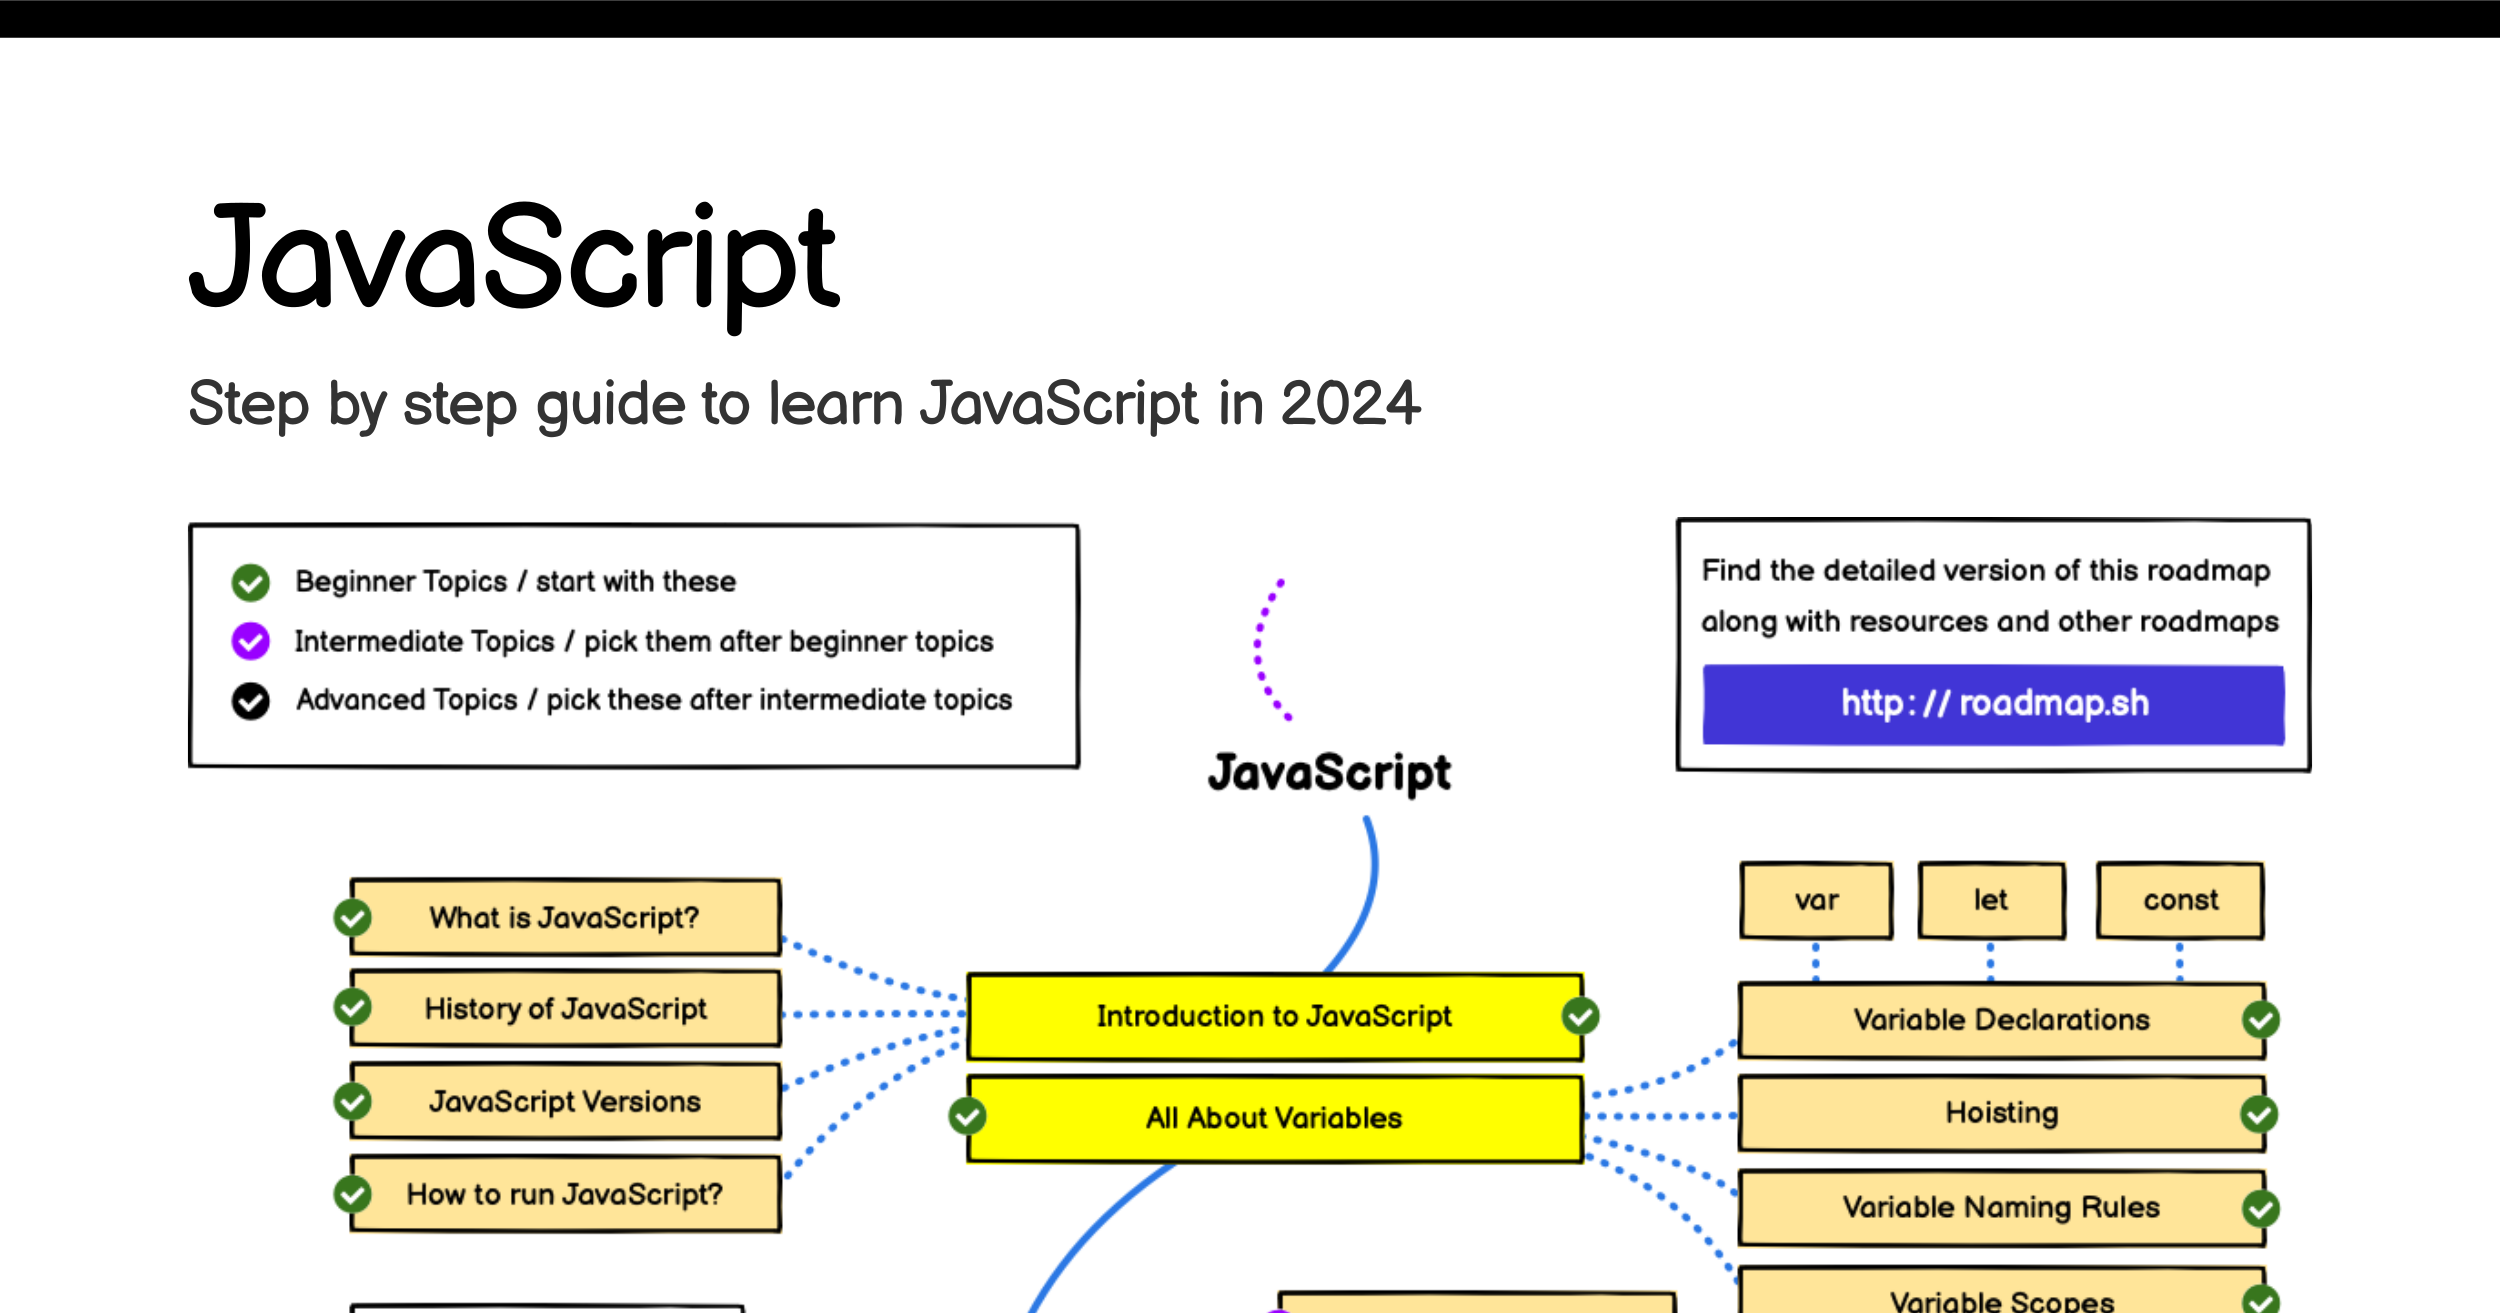 JavaScript
Step by step guide to learn JavaScript in 2024
Beginner Topics / start with these
Intermediate Topics / pick them after beginner topics
Advanced Topics / pick these after intermediate topics
Find the detailed version of this roadmap
along with resources and other roadmaps
http://roadmap.sh
JavaScript
What is JavaScript?
History of JavaScript
JavaScript Versions
How to run JavaScript?
Introduction to JavaScript
All About Variables
var
let
const
Variable Declarations
Hoisting
Variable Naming Rules
Variable Scopes